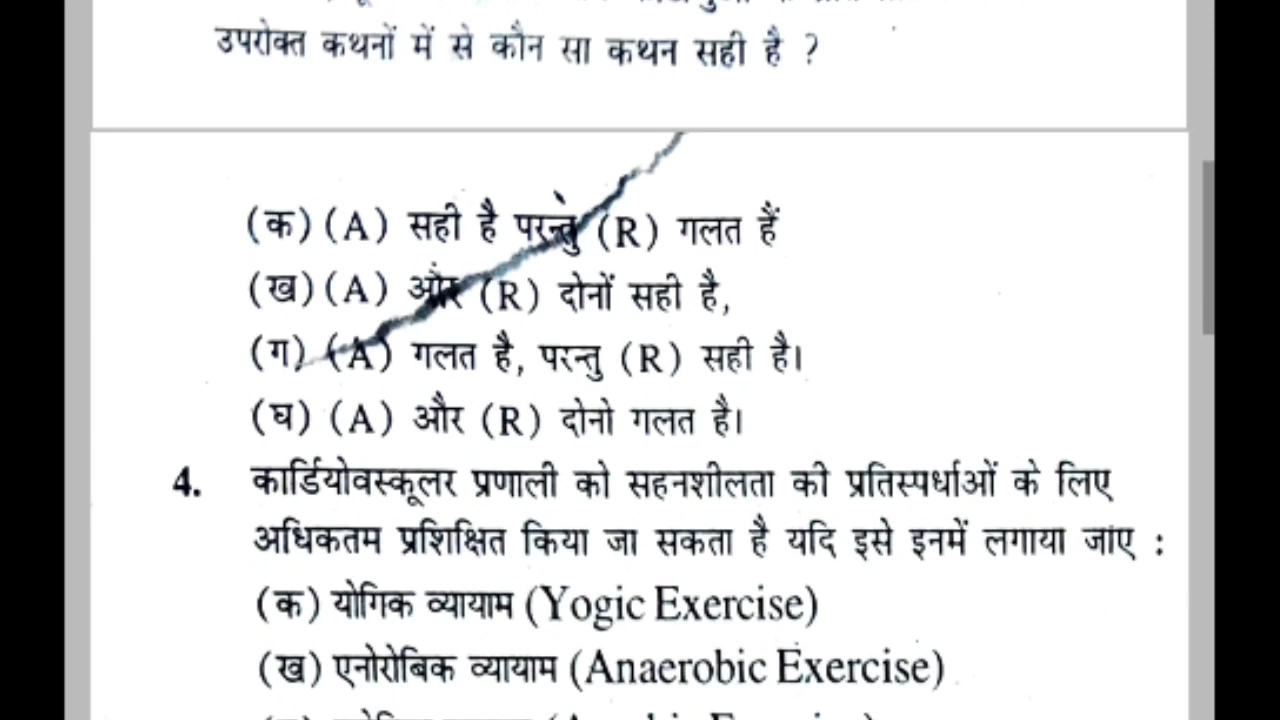 उपरोक्त कथनों में से कौन सा कथन सही है ?
(क) (A) सही है परन्तु (R) गलत हैं
(ख) (A) और (R) दोनों सही है,
(ग) (A) गलत है, परन्तु (R) सही है।
(घ) (A) और (R) दोनो गलत है।
4. कार्डियोवस्कूलर प्रणाली को सहनशीलता की प्रतिस्पर्धाओं के लिए
अधिकतम प्रशिक्षित किया जा सकता है यदि इसे इनमें लगाया जाए :
(क) योगिक व्यायाम (Yogic Exercise)
(ख) एनोरोबिक व्यायाम (Anaerobic Exercise)